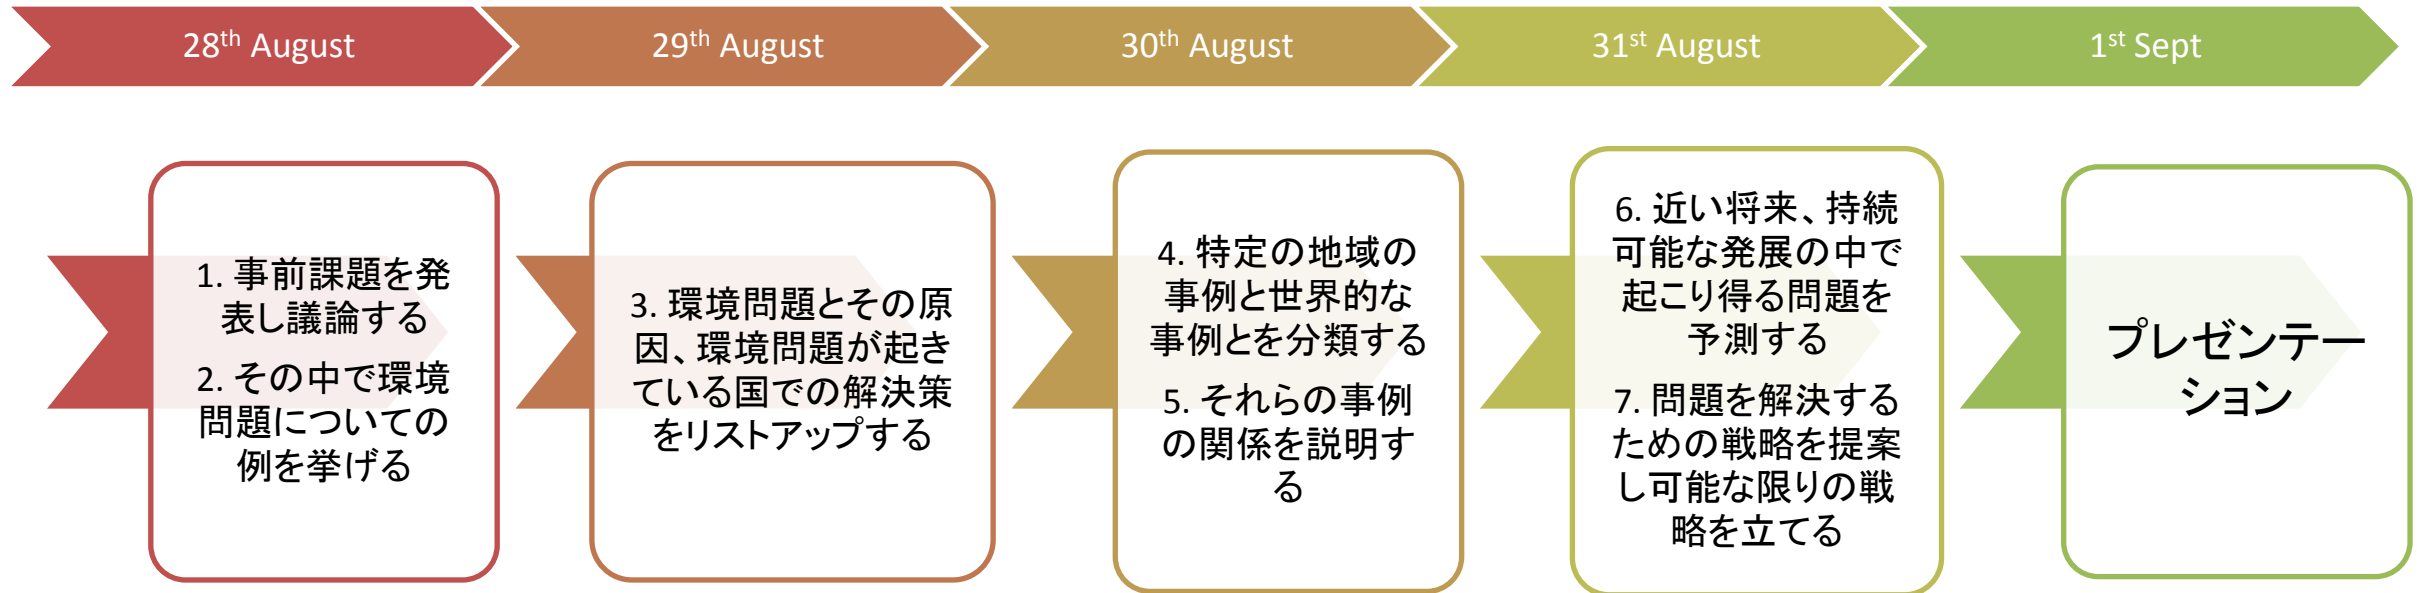 28th August
29th August
30th August
31st August
1st Sept
1. 事前課題を発
表し議論する
2. その中で環境
問題についての
例を挙げる
3. 環境問題とその原
因、環境問題が起き
ている国での解決策
をリストアップする
4. 特定の地域の
事例と世界的な
事例とを分類する
5. それらの事例
の関係を説明す
る
6. 近い将来、持続
可能な発展の中で
起こり得る問題を
予測する
7. 問題を解決する
ための戦略を提案
し可能な限りの戦
略を立てる
プレゼンテー
ション